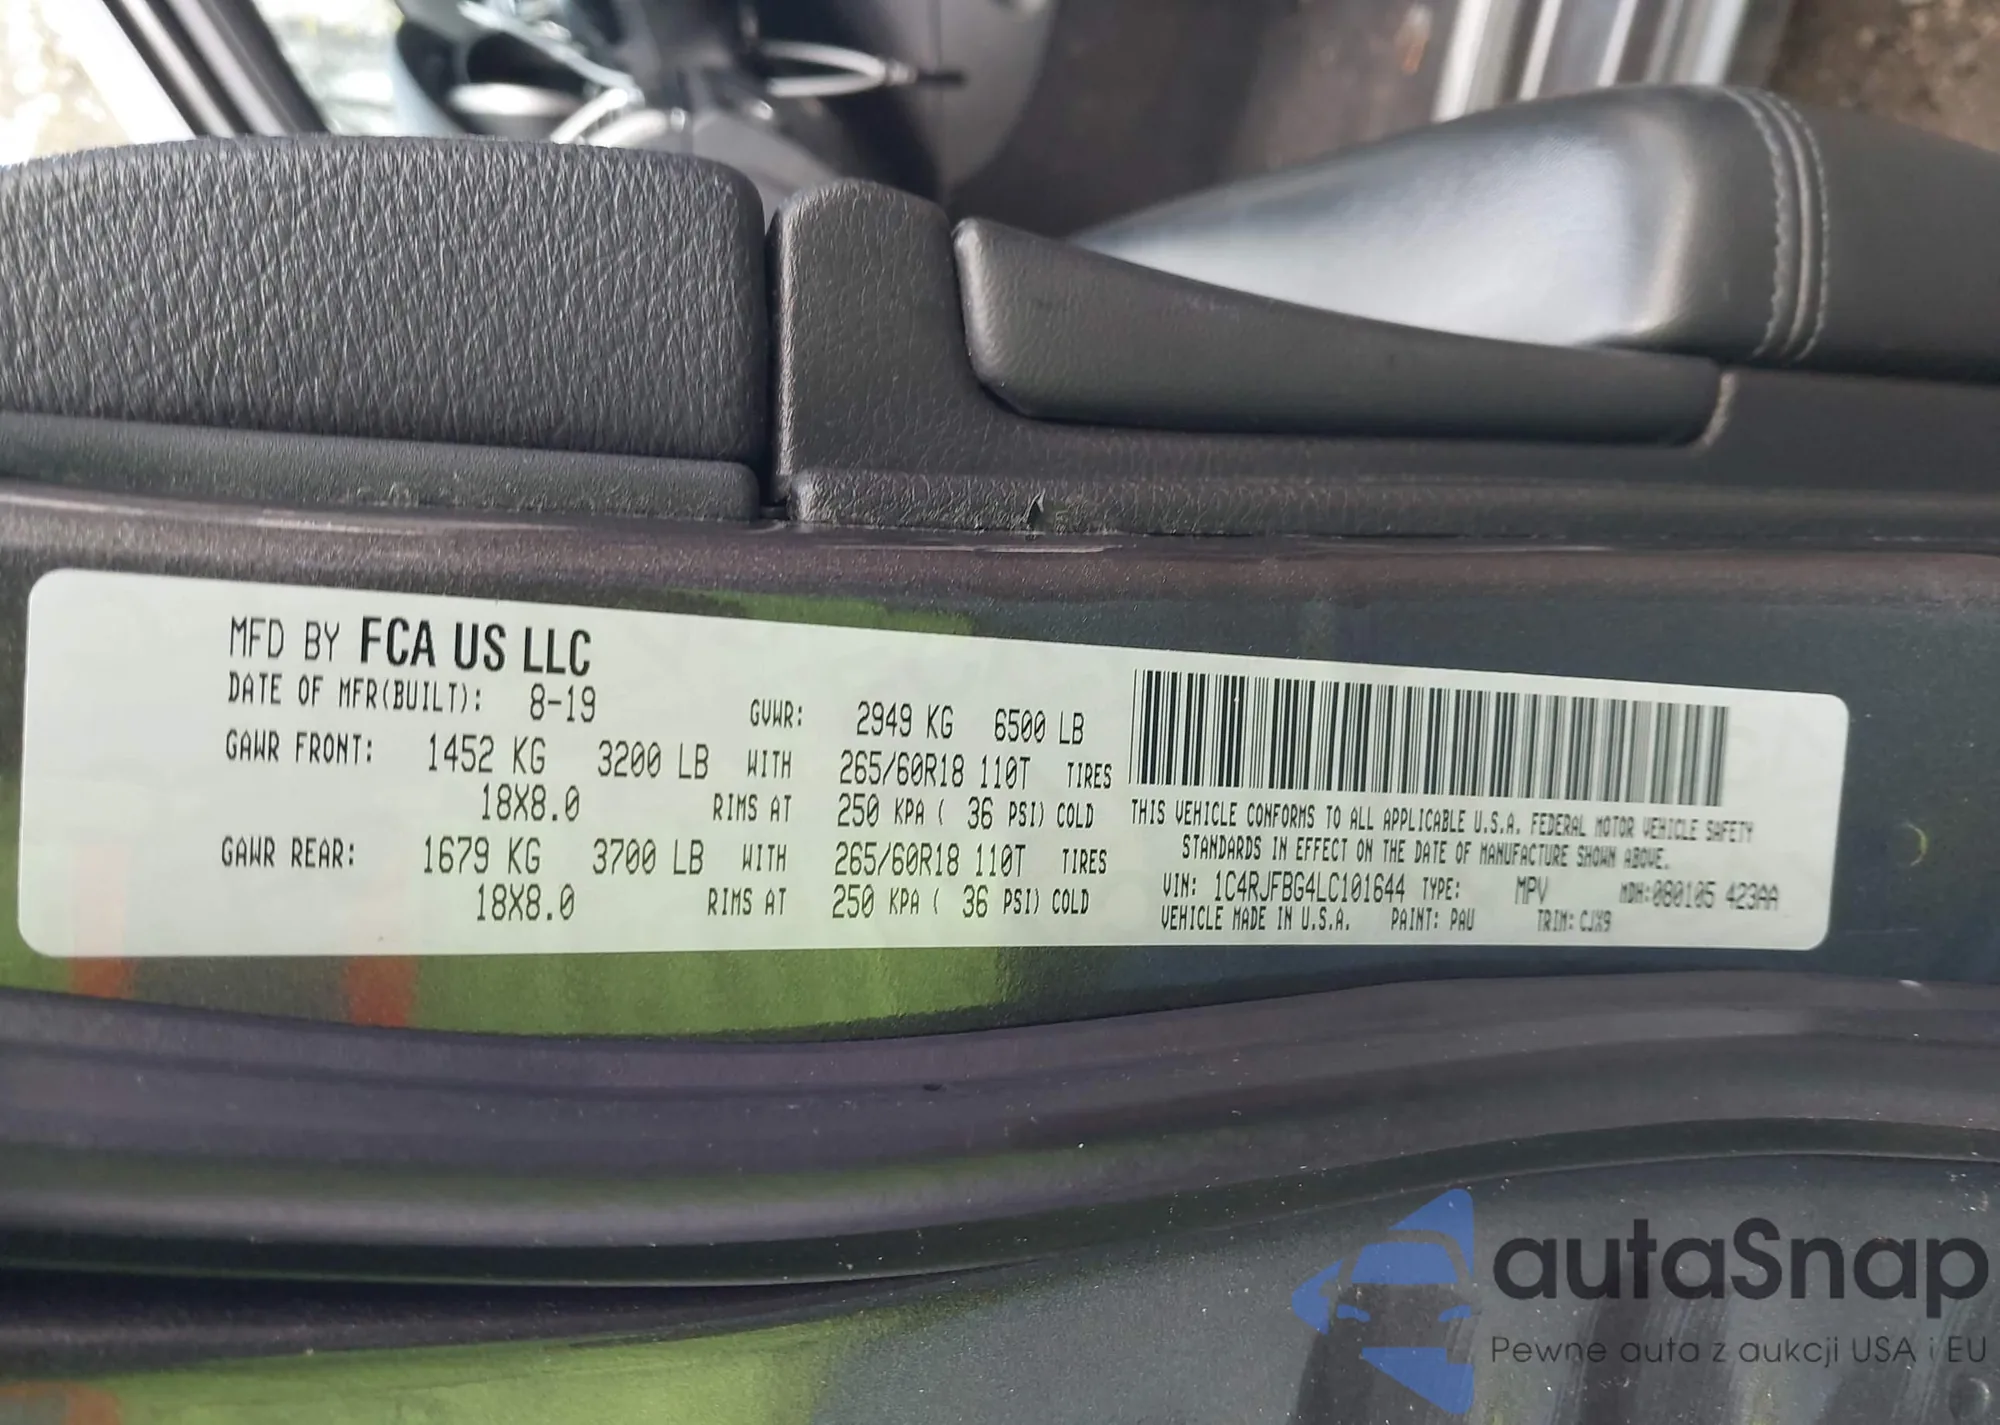 MFD BY FCA US LLC
DATE OF MFR(BUILT): 8-19 GVWR: 2949 KG 6500 LB
GAWR FRONT: 1452 KG 3200 LB WITH 265/60R18 110T TIRES
18X8.0 RIMS AT 250 KPA ( 36 PSI) COLD
GAWR REAR: 1679 KG 3700 LB WITH 265/60R18 110T TIRES
18X8.0 RIMS AT 250 KPA ( 36 PSI) COLD
THIS VEHICLE CONFORMS TO ALL APPLICABLE U.S.A. FEDERAL MOTOR VEHICLE SAFETY
STANDARDS IN EFFECT ON THE DATE OF MANUFACTURE SHOWN ABOVE.
VIN: 1C4RJFBG4LC101644 TYPE: MPV MDH:080105 423AA
VEHICLE MADE IN U.S.A. PAINT: PAU TRIM: CJX9
autaSnap
Pewne auta z aukcji USA i EU